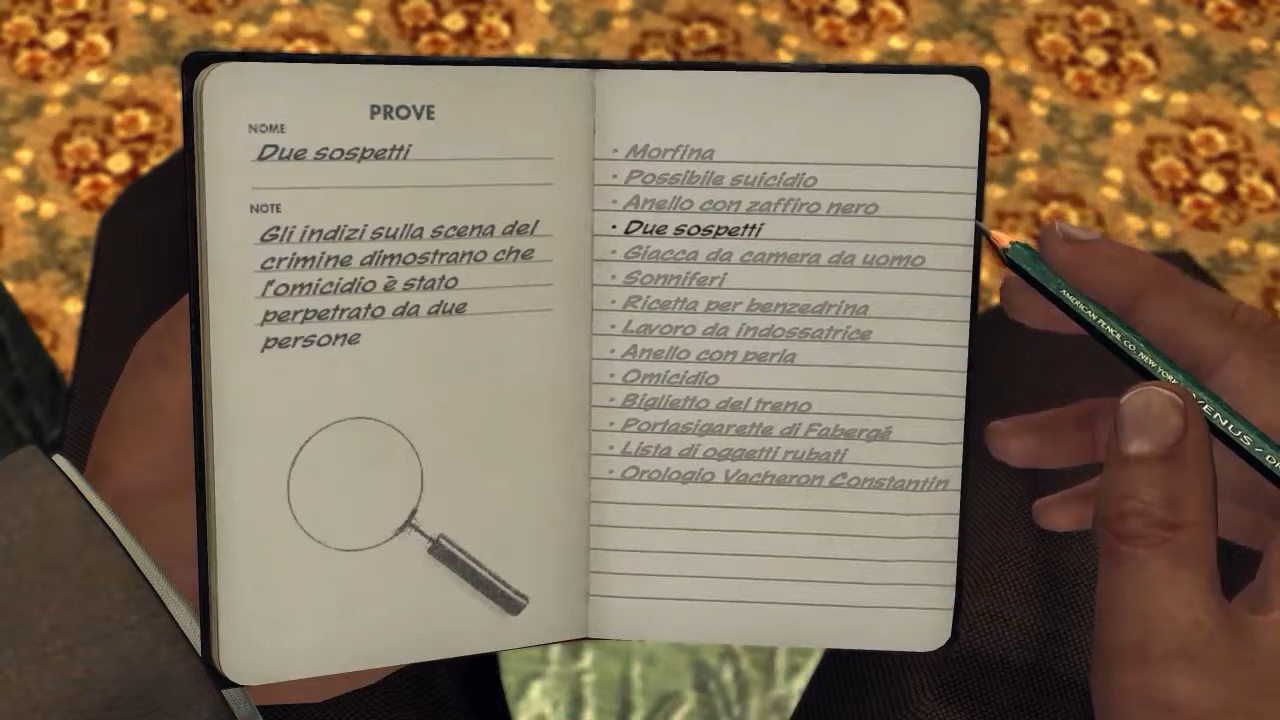 PROVE
NOME
Due sospetti
NOTE
Gli indizi sulla scena del
crimine dimostrano che
l'omicidio è stato
perpetrato da due
persone
• Morfina
• Possibile suicidio
• Anello con zaffiro nero
• Due sospetti
• Giacca da camera da uomo
• Sonniferi
• Ricetta per benzedrina
• Lavoro da indossatrice
• Anello con perla
• Omicidio
• Biglietto del treno
• Portasigarette di Fabergé
• Lista di oggetti rubati
• Orologio Vacheron Constantin
AMERICAN PENCIL CO. NEW YORK
VENUS /